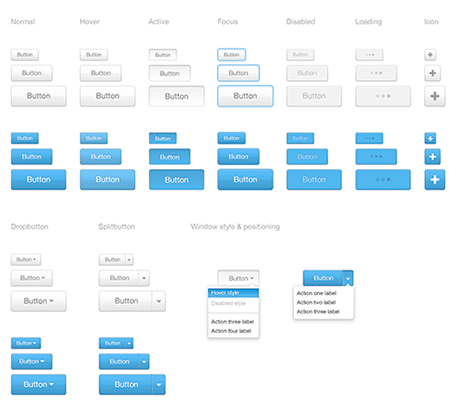 Normal Hover Active Focus Disabled Loading Icon
Button Button Button Button Button
Button Button Button Button Button
Button Button Button Button Button
Button Button Button Button Button
Button Button Button Button Button
Button Button Button Button Button
Dropbutton Splitbutton Window style & positioning
Button Button
Button Button Button Button
Button Button
Hover style
Disabled style
Action three label
Action four label
Action one label
Action two label
Action three label
Button Button
Button Button
Button Button